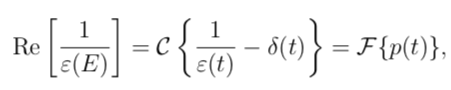 Re [ 1 / ε(E) ] = 𝒞 { 1 / ε(t) − δ(t) } = ℱ{p(t)},